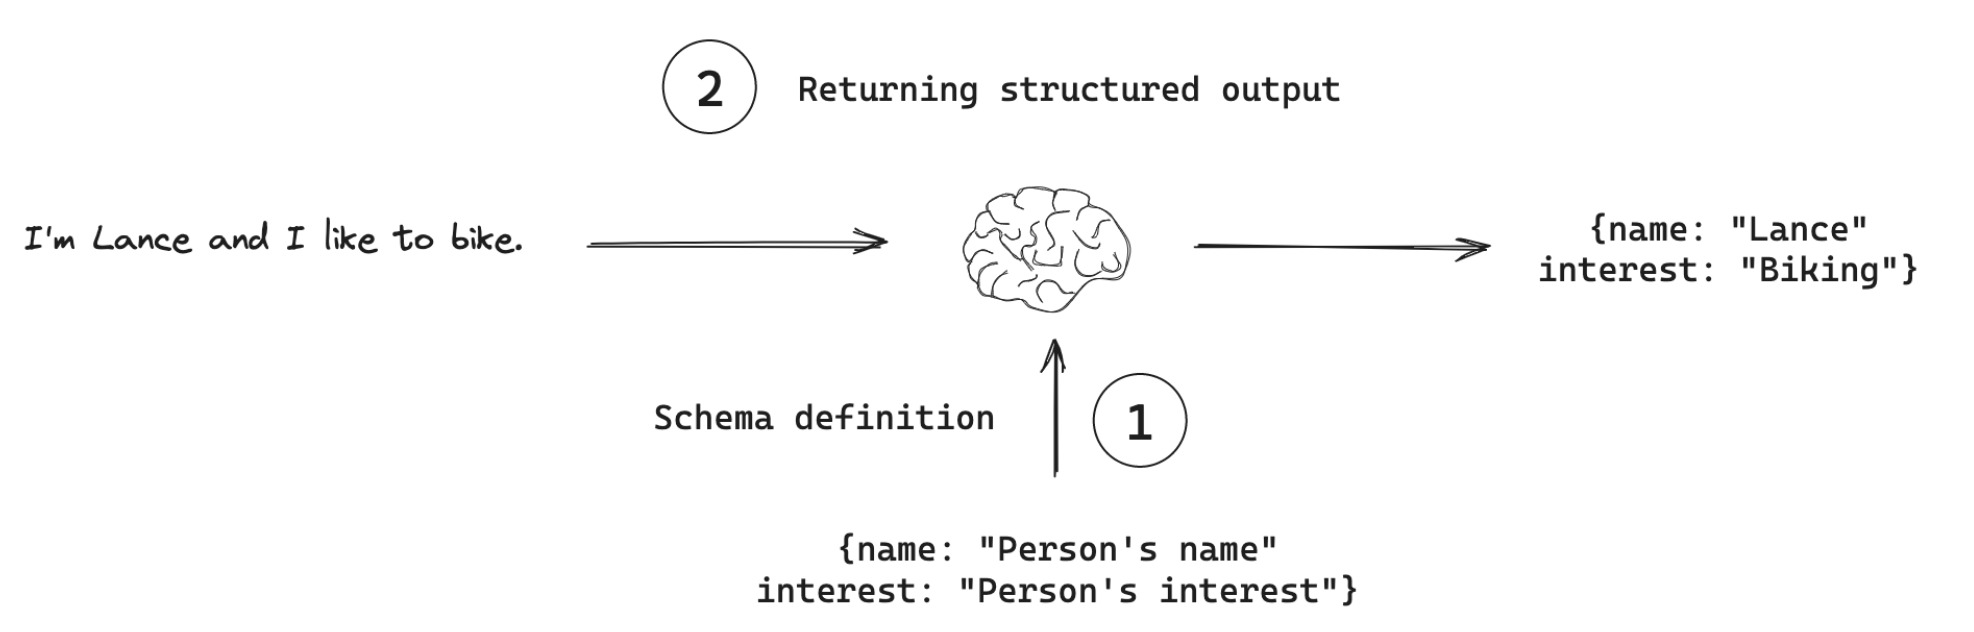 2 Returning structured output
I'm Lance and I like to bike.
{name: "Lance"
interest: "Biking"}
Schema definition 1
{name: "Person's name"
interest: "Person's interest"}